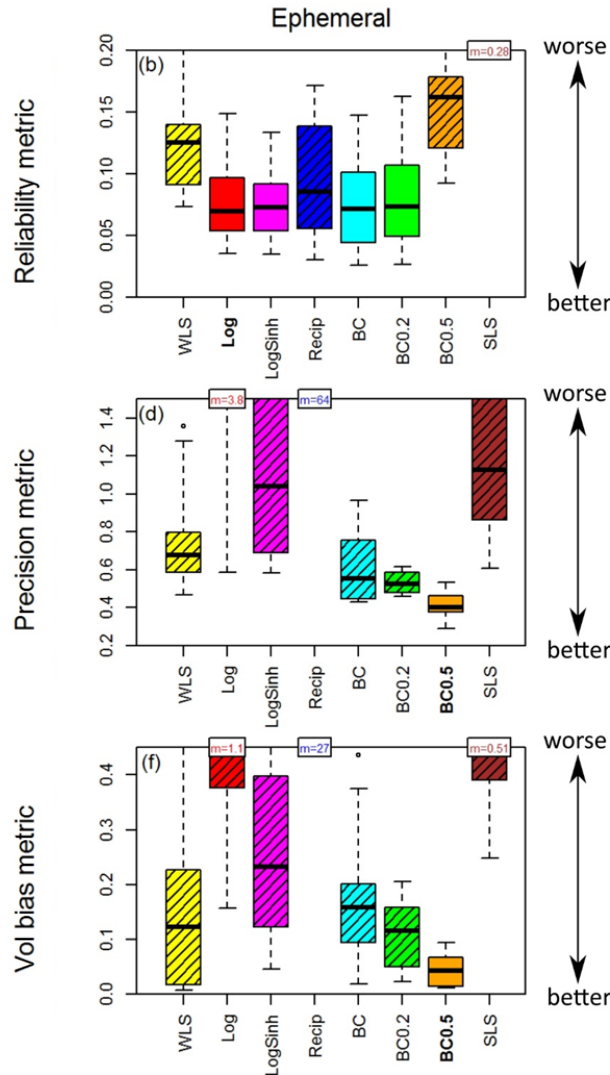 Ephemeral
Reliability metric
0.20
0.15
0.10
0.05
0.00
(b)
m=0.28
worse
better
WLS
Log
LogSinh
Recip
BC
BC0.2
BC0.5
SLS
Precision metric
1.4
1.2
1.0
0.8
0.6
0.4
0.2
(d)
m=3.8
m=64
worse
better
WLS
Log
LogSinh
Recip
BC
BC0.2
BC0.5
SLS
Vol bias metric
0.4
0.3
0.2
0.1
0.0
(f)
m=1.1
m=27
m=0.51
worse
better
WLS
Log
LogSinh
Recip
BC
BC0.2
BC0.5
SLS